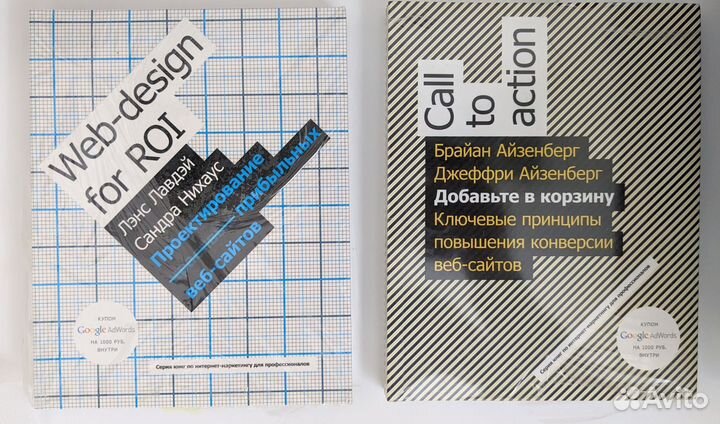 Web-design
for ROI
Лэнс Лавдэй
Сандра Нихаус
Проектирование
прибыльных
веб-сайтов
КУПОН
Google AdWords
НА 1000 РУБ.
ВНУТРИ
Серия книг по интернет-маркетингу для профессионалов
Call
to
action
Брайан Айзенберг
Джеффри Айзенберг
Добавьте в корзину
Ключевые принципы
повышения конверсии
веб-сайтов
Серия книг по интернет-маркетингу для профессионалов
КУПОН
Google AdWords
НА 1000 РУБ.
ВНУТРИ
Avito